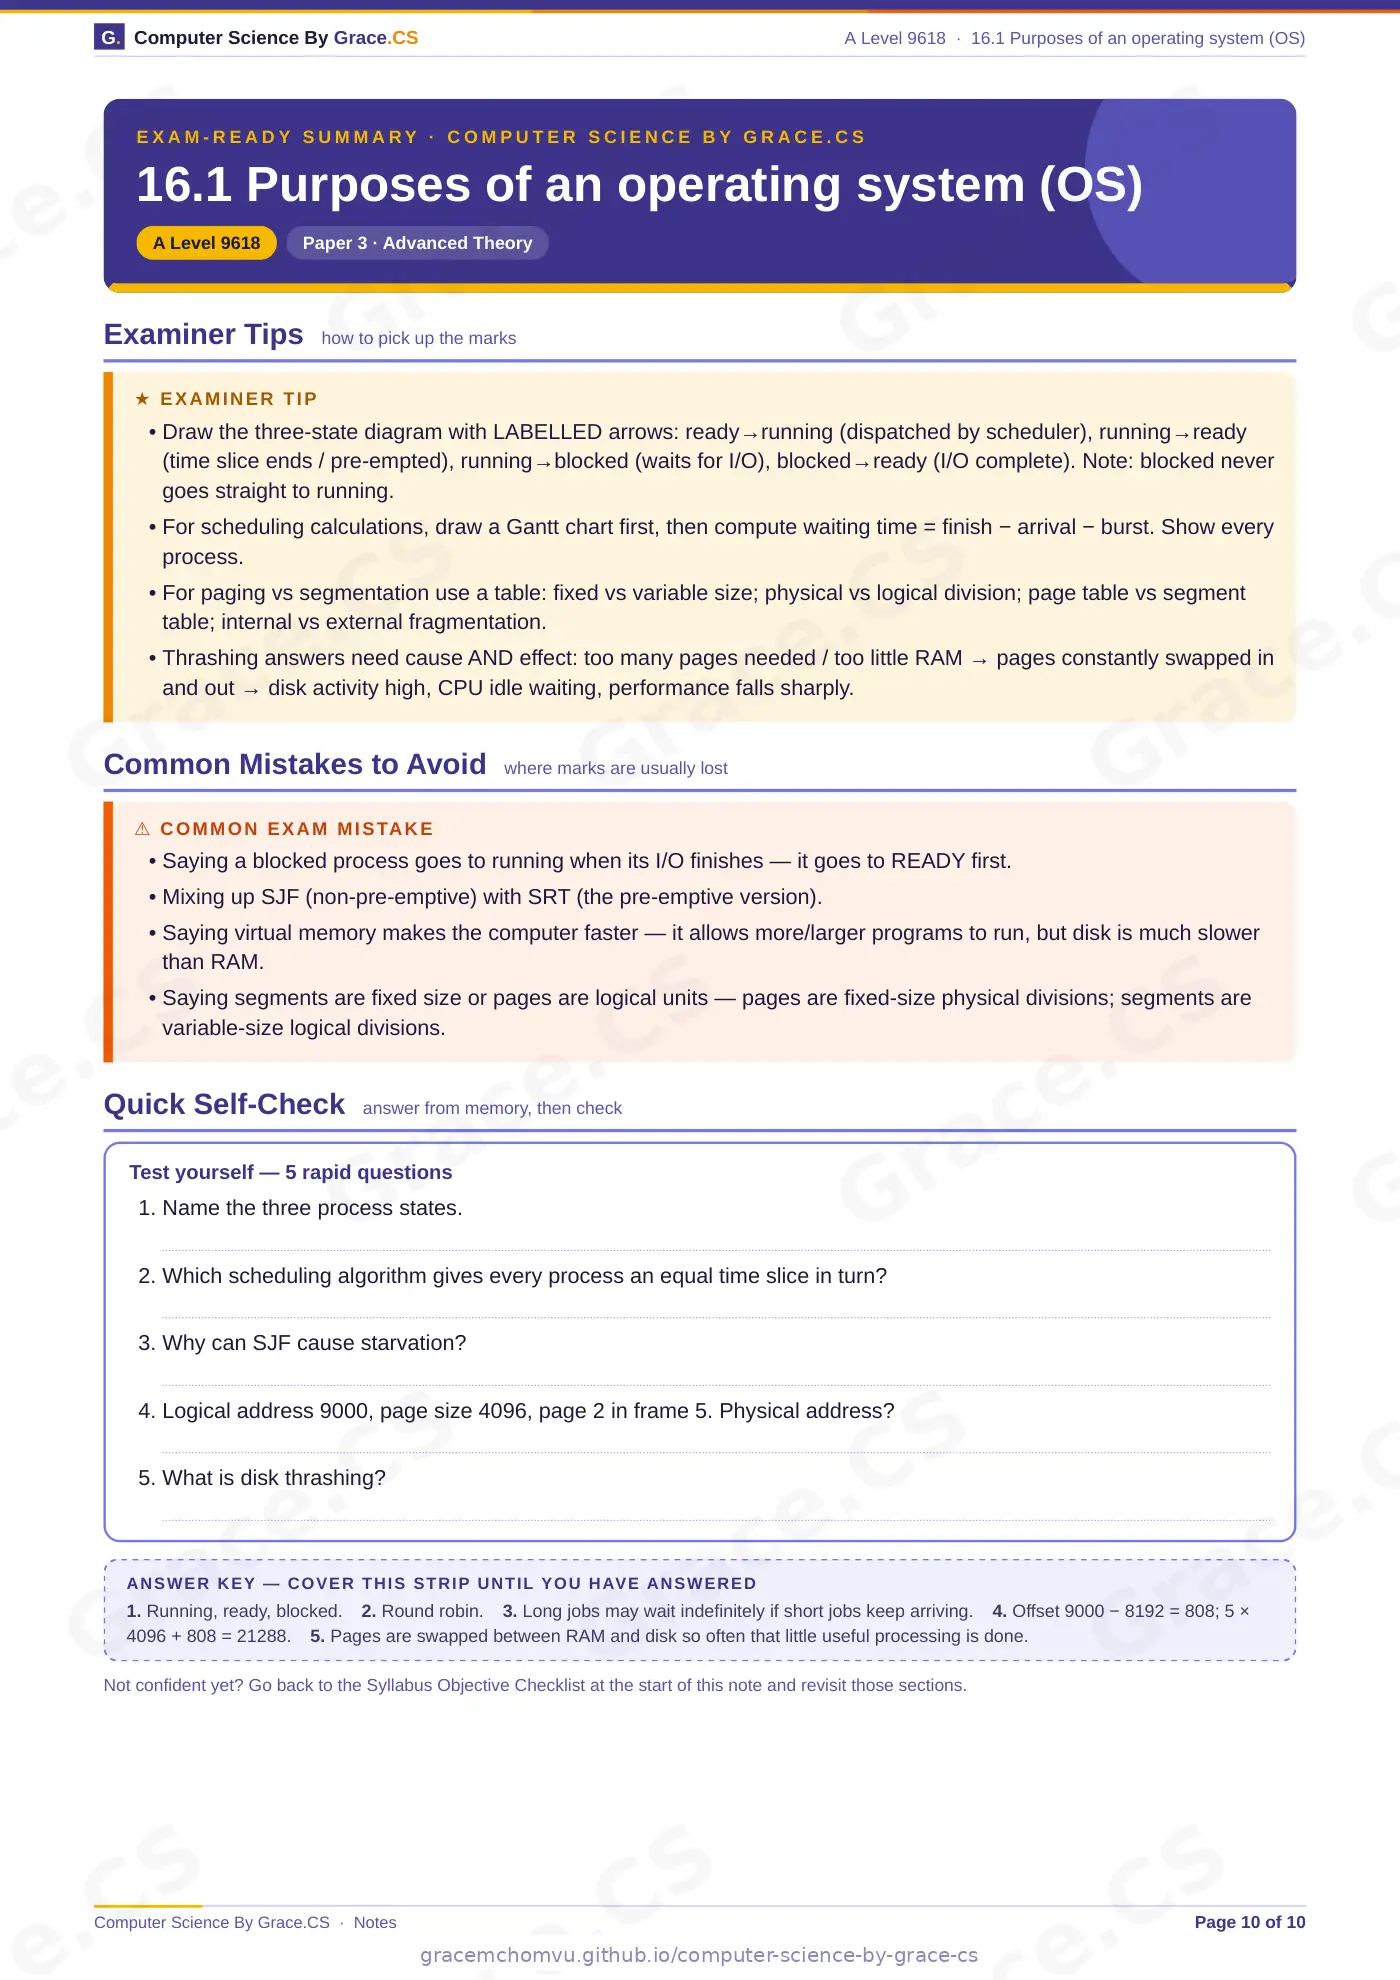 G. Computer Science By Grace.CS
A Level 9618 · 16.1 Purposes of an operating system (OS)
EXAM-READY SUMMARY · COMPUTER SCIENCE BY GRACE.CS
16.1 Purposes of an operating system (OS)
A Level 9618 Paper 3 · Advanced Theory
Examiner Tips how to pick up the marks
★ EXAMINER TIP
• Draw the three-state diagram with LABELLED arrows: ready→running (dispatched by scheduler), running→ready
(time slice ends / pre-empted), running→blocked (waits for I/O), blocked→ready (I/O complete). Note: blocked never
goes straight to running.
• For scheduling calculations, draw a Gantt chart first, then compute waiting time = finish − arrival − burst. Show every
process.
• For paging vs segmentation use a table: fixed vs variable size; physical vs logical division; page table vs segment
table; internal vs external fragmentation.
• Thrashing answers need cause AND effect: too many pages needed / too little RAM → pages constantly swapped in
and out → disk activity high, CPU idle waiting, performance falls sharply.
Common Mistakes to Avoid where marks are usually lost
⚠ COMMON EXAM MISTAKE
• Saying a blocked process goes to running when its I/O finishes — it goes to READY first.
• Mixing up SJF (non-pre-emptive) with SRT (the pre-emptive version).
• Saying virtual memory makes the computer faster — it allows more/larger programs to run, but disk is much slower
than RAM.
• Saying segments are fixed size or pages are logical units — pages are fixed-size physical divisions; segments are
variable-size logical divisions.
Quick Self-Check answer from memory, then check
Test yourself — 5 rapid questions
1. Name the three process states.
2. Which scheduling algorithm gives every process an equal time slice in turn?
3. Why can SJF cause starvation?
4. Logical address 9000, page size 4096, page 2 in frame 5. Physical address?
5. What is disk thrashing?
ANSWER KEY — COVER THIS STRIP UNTIL YOU HAVE ANSWERED
1. Running, ready, blocked. 2. Round robin. 3. Long jobs may wait indefinitely if short jobs keep arriving. 4. Offset 9000 − 8192 = 808; 5 ×
4096 + 808 = 21288. 5. Pages are swapped between RAM and disk so often that little useful processing is done.
Not confident yet? Go back to the Syllabus Objective Checklist at the start of this note and revisit those sections.
Computer Science By Grace.CS · Notes
Page 10 of 10
gracemchomvu.github.io/computer-science-by-grace-cs